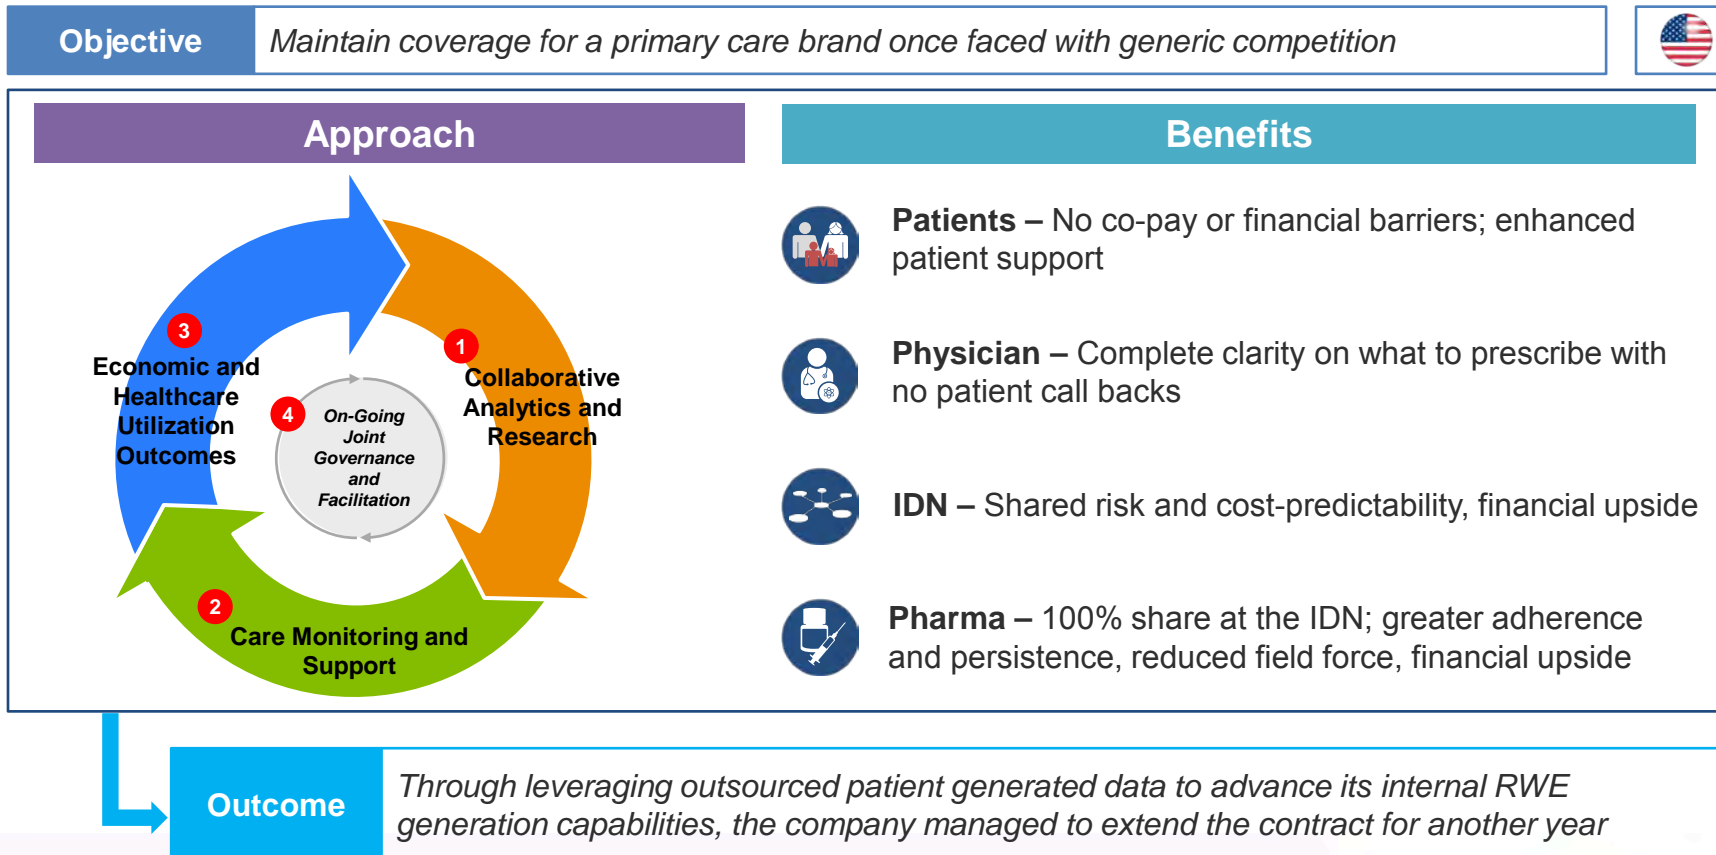 Objective
Maintain coverage for a primary care brand once faced with generic competition
Approach
1
Collaborative
Analytics and
Research
2
Care Monitoring and
Support
3
Economic and
Healthcare
Utilization
Outcomes
4
On-Going
Joint
Governance
and
Facilitation
Benefits
Patients – No co-pay or financial barriers; enhanced
patient support
Physician – Complete clarity on what to prescribe with
no patient call backs
IDN – Shared risk and cost-predictability, financial upside
Pharma – 100% share at the IDN; greater adherence
and persistence, reduced field force, financial upside
Outcome
Through leveraging outsourced patient generated data to advance its internal RWE
generation capabilities, the company managed to extend the contract for another year